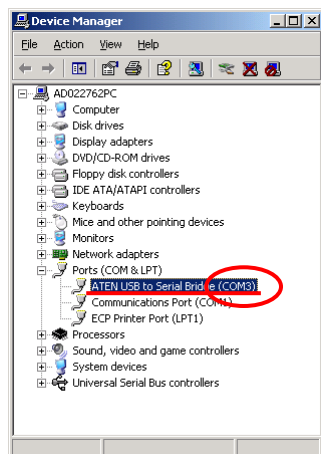 Device Manager
File Action View Help
AD022762PC
Computer
Disk drives
Display adapters
DVD/CD-ROM drives
Floppy disk controllers
IDE ATA/ATAPI controllers
Keyboards
Mice and other pointing devices
Monitors
Network adapters
Ports (COM & LPT)
ATEN USB to Serial Bridge (COM3)
Communications Port (COM1)
ECP Printer Port (LPT1)
Processors
Sound, video and game controllers
System devices
Universal Serial Bus controllers